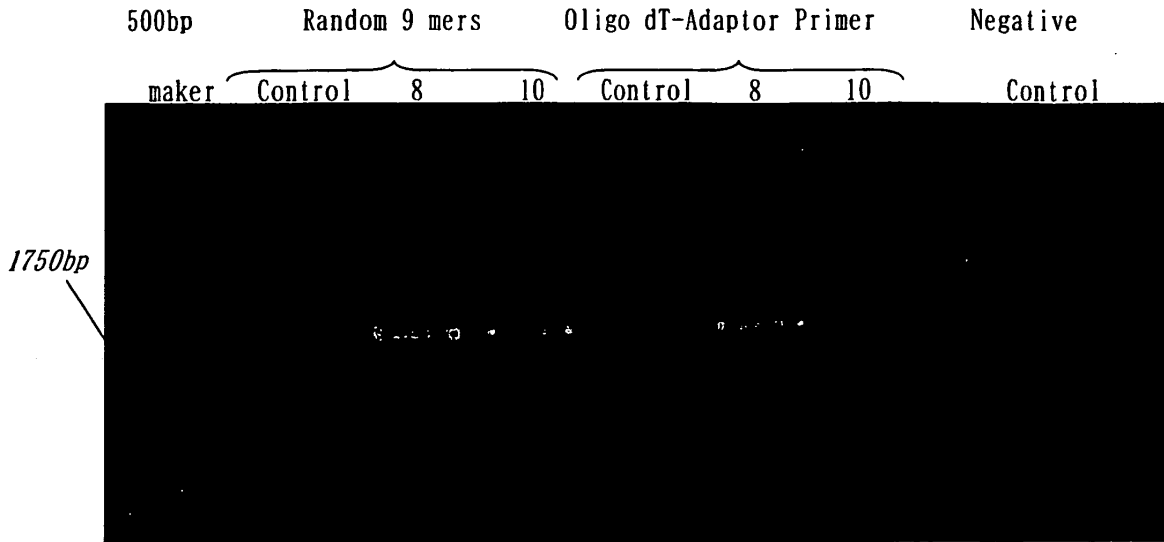 500bp Random 9 mers Oligo dT-Adaptor Primer Negative
maker Control 8 10 Control 8 10 Control
1750bp